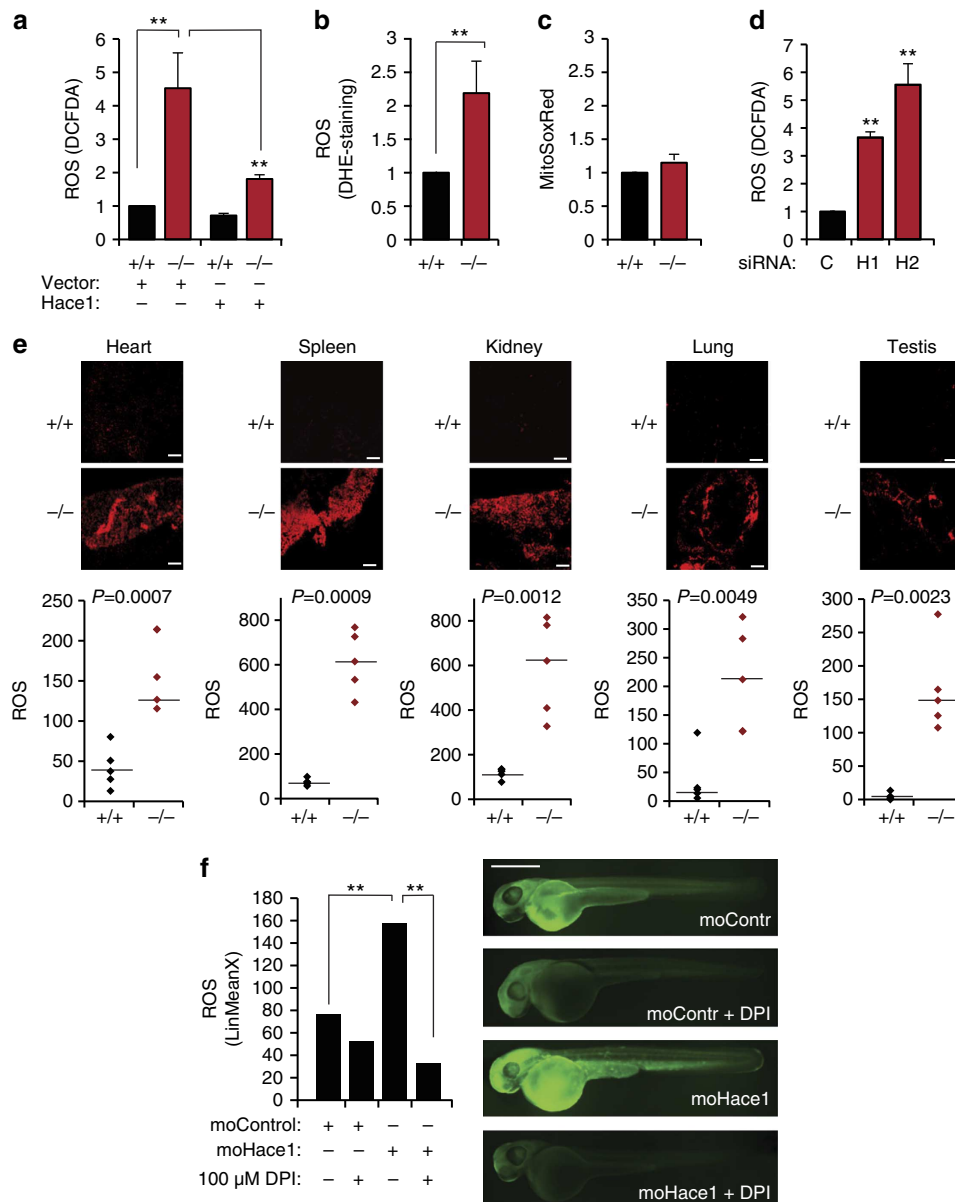 a
**
6
5
4
3
2
1
0
ROS (DCFDA)
**
+/+ –/– +/+ –/–
Vector: + + – –
Hace1: – – + +
b
**
3
2.5
2
1.5
1
0.5
0
ROS
(DHE-staining)
+/+ –/–
c
3
2.5
2
1.5
1
0.5
0
MitoSoxRed
+/+ –/–
d
7
6
5
4
3
2
1
0
ROS (DCFDA)
**
**
siRNA: C H1 H2
e
Heart Spleen Kidney Lung Testis
+/+ +/+ +/+ +/+ +/+
–/– –/– –/– –/– –/–
P=0.0007
250
200
150
100
50
0
ROS
+/+ –/–
P=0.0009
800
600
400
200
0
ROS
+/+ –/–
P=0.0012
800
600
400
200
0
ROS
+/+ –/–
P=0.0049
350
300
250
200
150
100
50
0
ROS
+/+ –/–
P=0.0023
300
250
200
150
100
50
0
ROS
+/+ –/–
f
** **
180
160
140
120
100
80
60
40
20
0
ROS
(LinMeanX)
moControl: + + – –
moHace1: – – + +
100 µM DPI: – + – +
moContr
moContr + DPI
moHace1
moHace1 + DPI